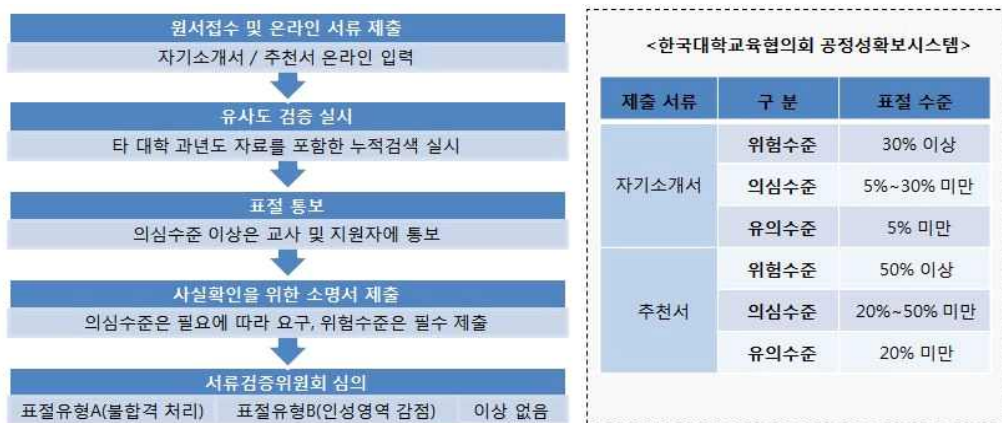 원서접수 및 온라인 서류 제출
자기소개서 / 추천서 온라인 입력
유사도 검증 실시
타 대학 과년도 자료를 포함한 누적검색 실시
표절 통보
의심수준 이상은 교사 및 지원자에 통보
사실확인을 위한 소명서 제출
의심수준은 필요에 따라 요구, 위험수준은 필수 제출
서류검증위원회 심의
표절유형A(불합격 처리) 표절유형B(인성영역 감점) 이상 없음
<한국대학교육협의회 공정성확보시스템>
제출 서류 구 분 표절 수준
위험수준 30% 이상
자기소개서 의심수준 5%~30% 미만
유의수준 5% 미만
위험수준 50% 이상
추천서 의심수준 20%~50% 미만
유의수준 20% 미만